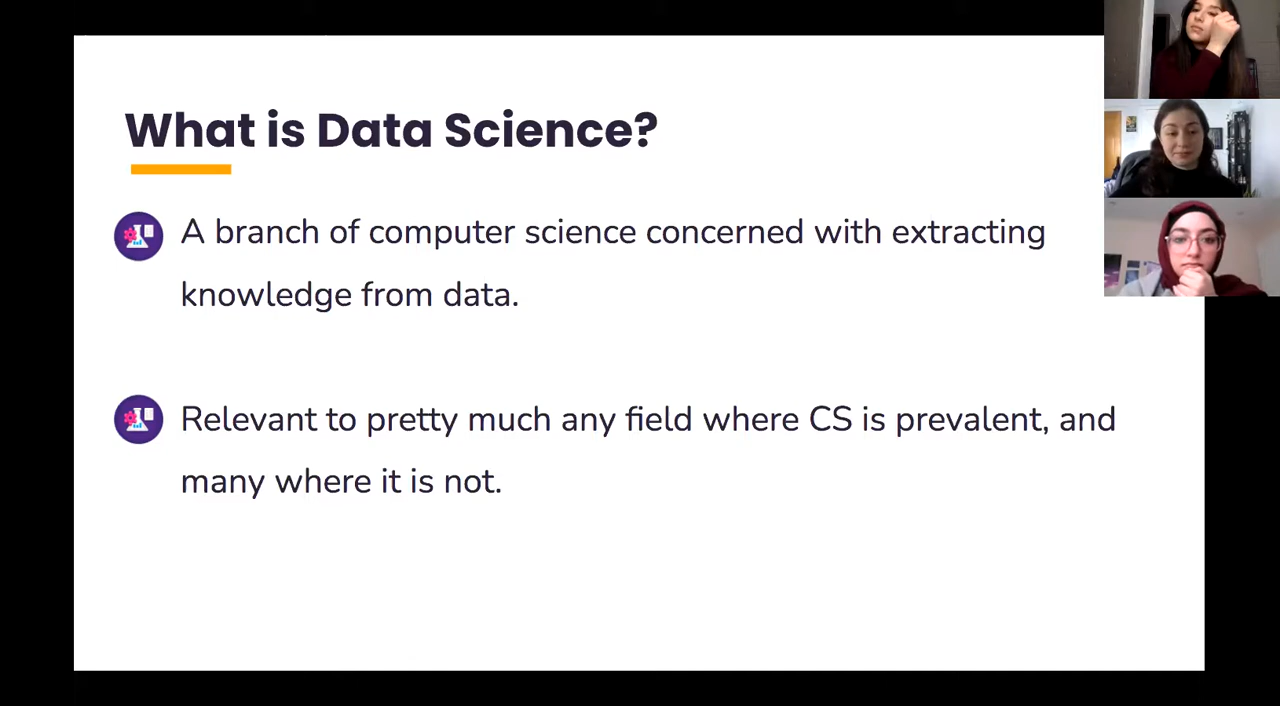 What is Data Science?
A branch of computer science concerned with extracting
knowledge from data.
Relevant to pretty much any field where CS is prevalent, and
many where it is not.